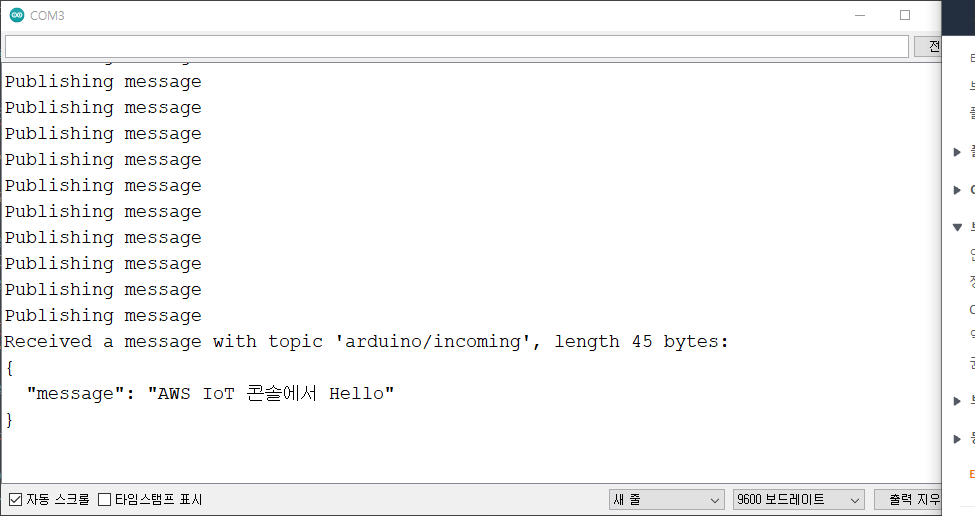 COM3
Publishing message
Publishing message
Publishing message
Publishing message
Publishing message
Publishing message
Publishing message
Publishing message
Publishing message
Publishing message
Received a message with topic 'arduino/incoming', length 45 bytes:
{
  "message": "AWS IoT 콘솔에서 Hello"
}
자동 스크롤 타임스탬프 표시 새 줄 9600 보드레이트 출력 지우